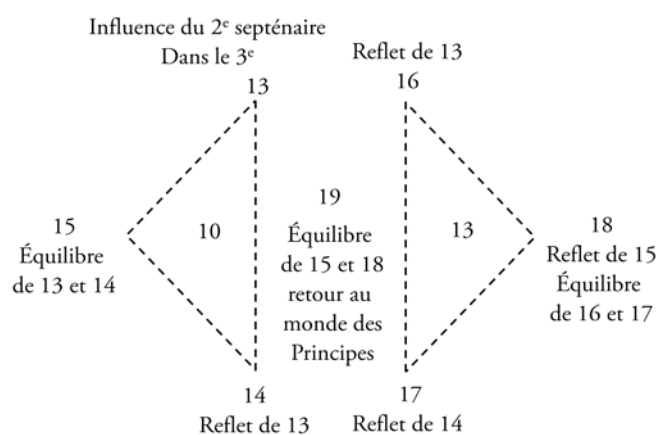 Influence du 2e septénaire
Dans le 3e
13
Reflet de 13
16
15
Équilibre
de 13 et 14
10
19
Équilibre
de 15 et 18
retour au
monde des
Principes
13
18
Reflet de 15
Équilibre
de 16 et 17
14
Reflet de 13
17
Reflet de 14